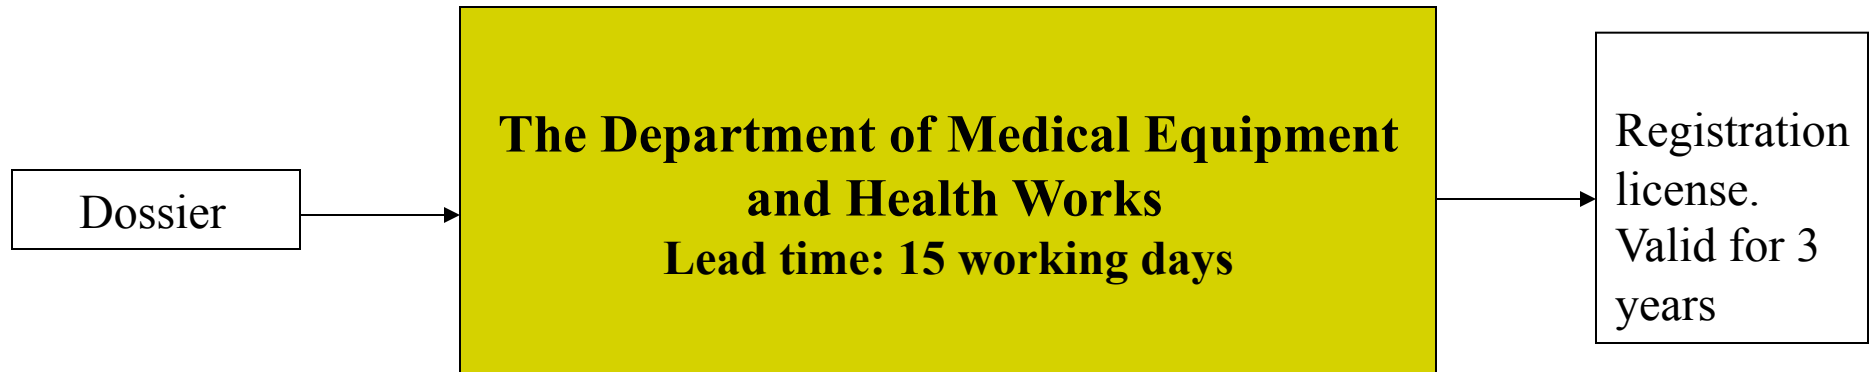 Dossier
The Department of Medical Equipment
and Health Works
Lead time: 15 working days
Registration
license.
Valid for 3
years